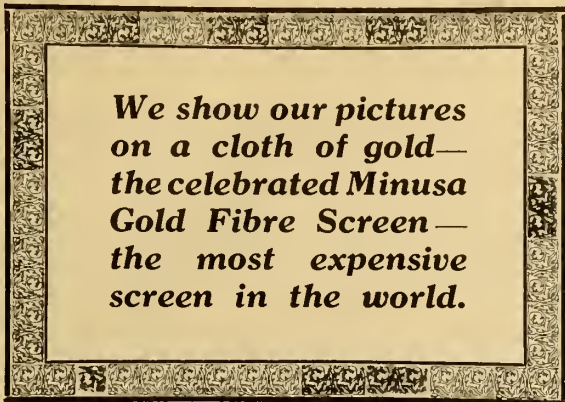 We show our pictures
on a cloth of gold—
the celebrated Minusa
Gold Fibre Screen—
the most expensive
screen in the world.